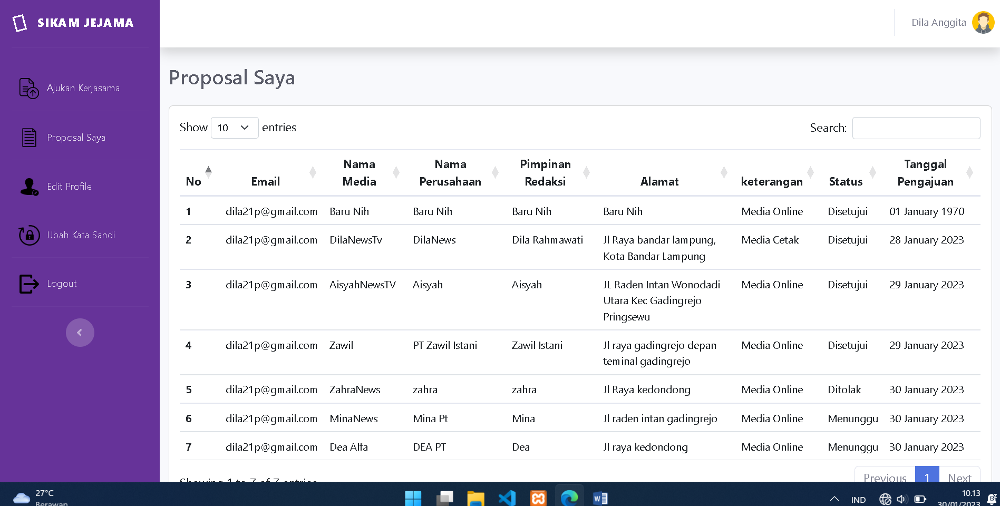 SIKAM JEJAMA
Dila Anggita
Ajukan Kerjasama
Proposal Saya
Edit Profile
Ubah Kata Sandi
Logout
Proposal Saya
Show 10 entries
Search:
No Email Nama Media Nama Perusahaan Pimpinan Redaksi Alamat keterangan Status Tanggal Pengajuan
1 dila21p@gmail.com Baru Nih Baru Nih Baru Nih Baru Nih Media Online Disetujui 01 January 1970
2 dila21p@gmail.com DilaNewsTv DilaNews Dila Rahmawati Jl Raya bandar lampung, Media Cetak Disetujui 28 January 2023
Kota Bandar Lampung
3 dila21p@gmail.com AisyahNewsTV Aisyah Aisyah JL Raden Intan Wonodadi Media Online Disetujui 29 January 2023
Utara Kec Gadingrejo
Pringsewu
4 dila21p@gmail.com Zawil PT Zawil Istani Zawil Istani Jl raya gadingrejo depan Media Online Disetujui 29 January 2023
teminal gadingrejo
5 dila21p@gmail.com ZahraNews zahra zahra Jl Raya kedondong Media Online Ditolak 30 January 2023
6 dila21p@gmail.com MinaNews Mina Pt Mina Jl raden intan gadingrejo Media Online Menunggu 30 January 2023
7 dila21p@gmail.com Dea Alfa DEA PT Dea Jl raya kedondong Media Online Menunggu 30 January 2023
Showing 1 to 7 of 7 entries
Previous 1 Next
27°C
Berawan
IND
10.13
30/01/2023